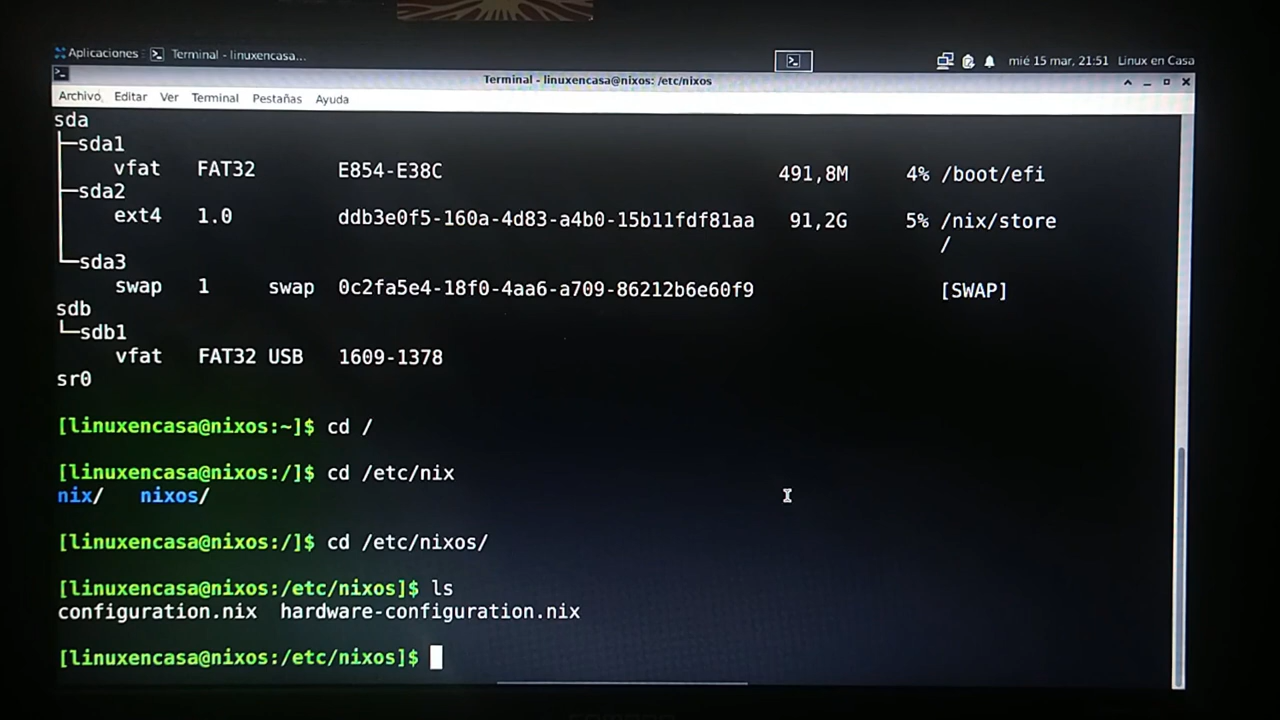 Aplicaciones Terminal - linuxencasa... mié 15 mar, 21:51 Linux en Casa
Terminal - linuxencasa@nixos: /etc/nixos
Archivo Editar Ver Terminal Pestañas Ayuda
sda
├─sda1
vfat FAT32 E854-E38C 491,8M 4% /boot/efi
├─sda2
ext4 1.0 ddb3e0f5-160a-4d83-a4b0-15b11fdf81aa 91,2G 5% /nix/store
/
└─sda3
swap 1 swap 0c2fa5e4-18f0-4aa6-a709-86212b6e60f9 [SWAP]
sdb
└─sdb1
vfat FAT32 USB 1609-1378
sr0
[linuxencasa@nixos:~]$ cd /
[linuxencasa@nixos:/]$ cd /etc/nix
nix/ nixos/
[linuxencasa@nixos:/]$ cd /etc/nixos/
[linuxencasa@nixos:/etc/nixos]$ ls
configuration.nix hardware-configuration.nix
[linuxencasa@nixos:/etc/nixos]$